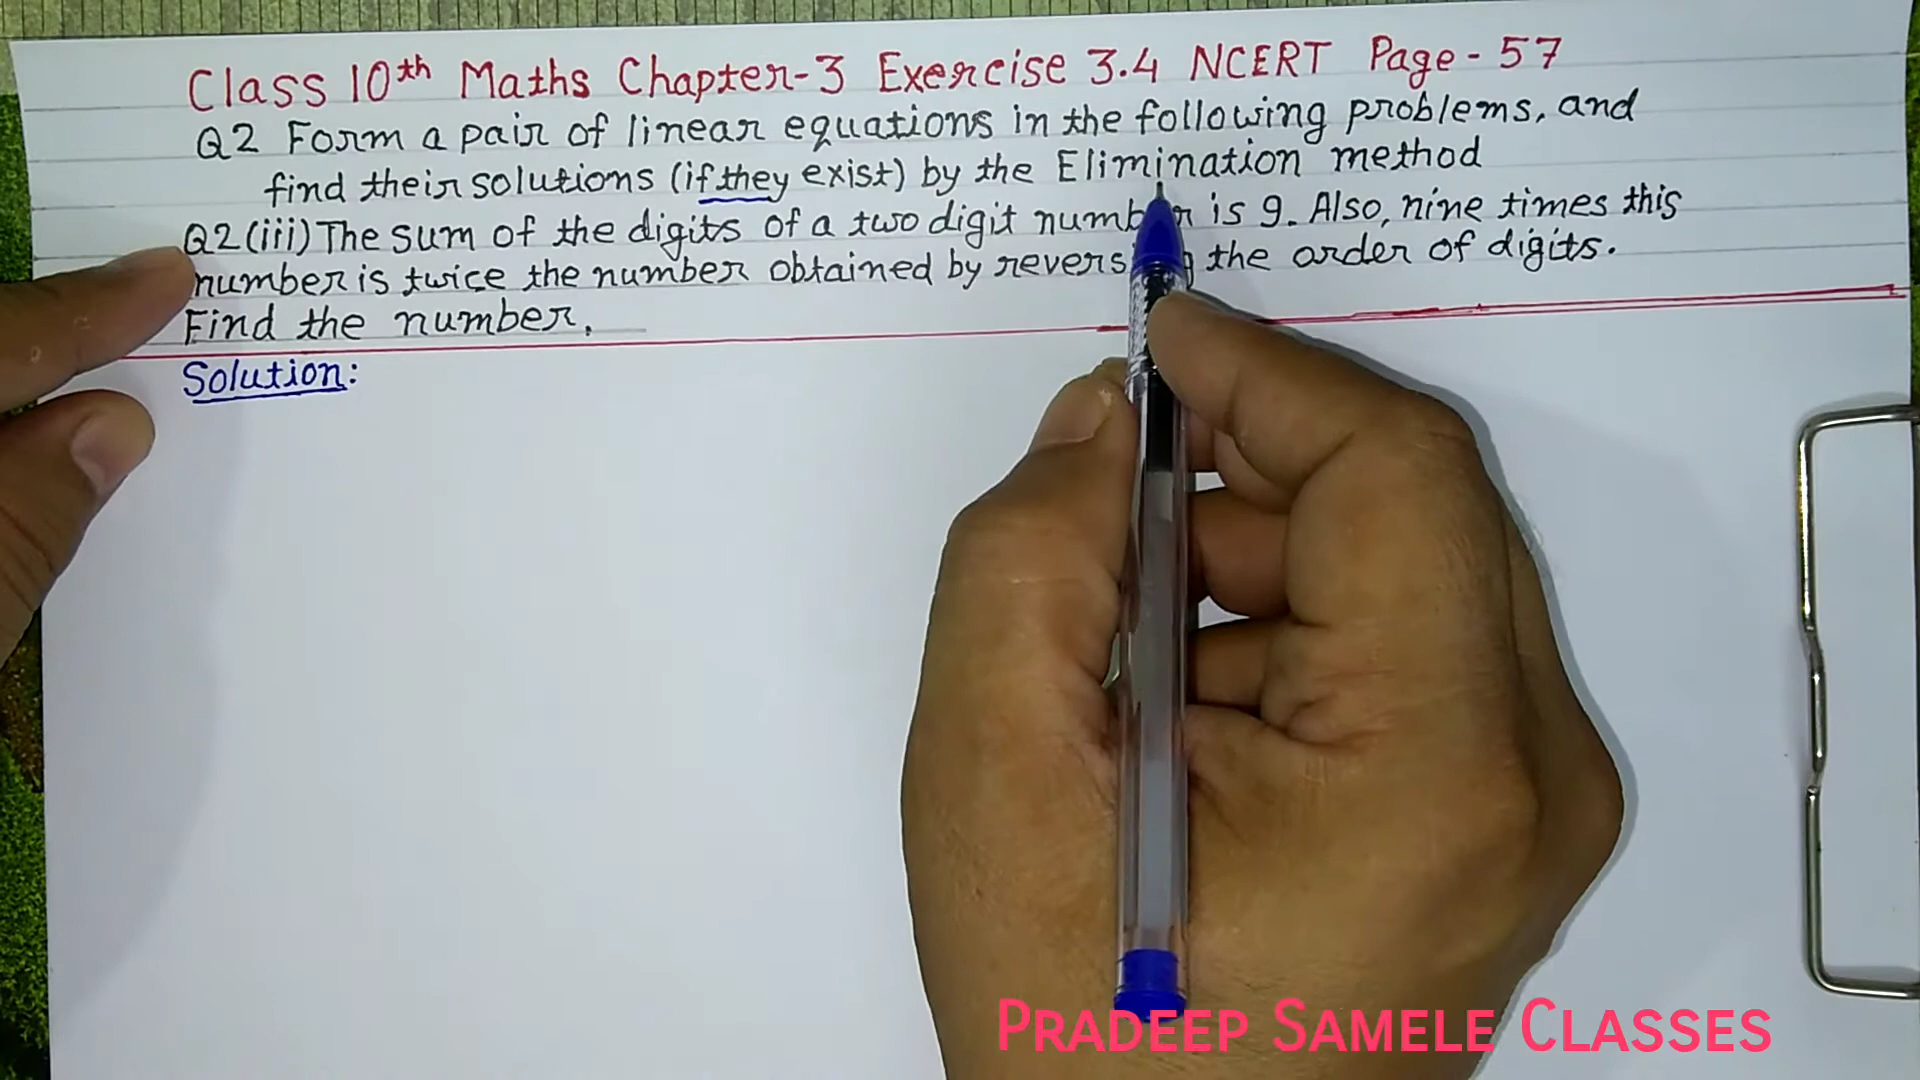 Class 10th Maths Chapter-3 Exercise 3.4 NCERT Page - 57
Q2 Form a pair of linear equations in the following problems, and
find their solutions (if they exist) by the Elimination method
Q2(iii) The sum of the digits of a two digit number is 9. Also, nine times this
number is twice the number obtained by reversing the order of digits.
Find the number.
Solution:
PRADEEP SAMELE CLASSES